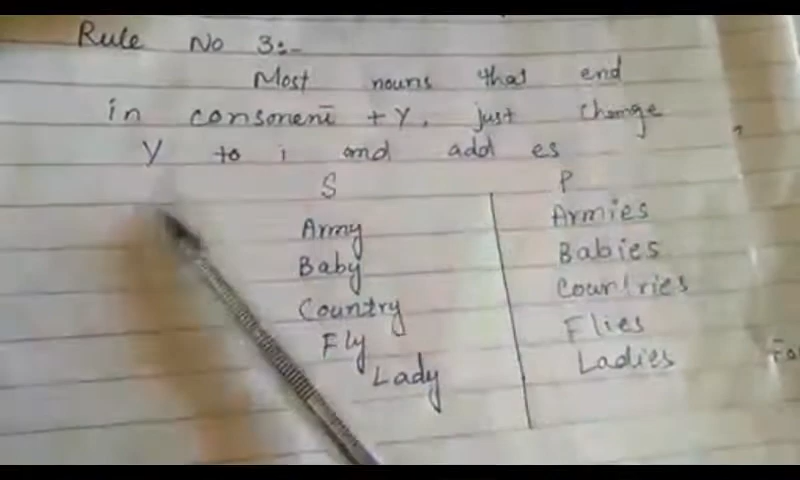 Rule No 3:-
Most nouns that end
in consonent + Y, just change
Y to i and add es
S P
Army Armies
Baby Babies
Country Countries
Fly Flies
Lady Ladies